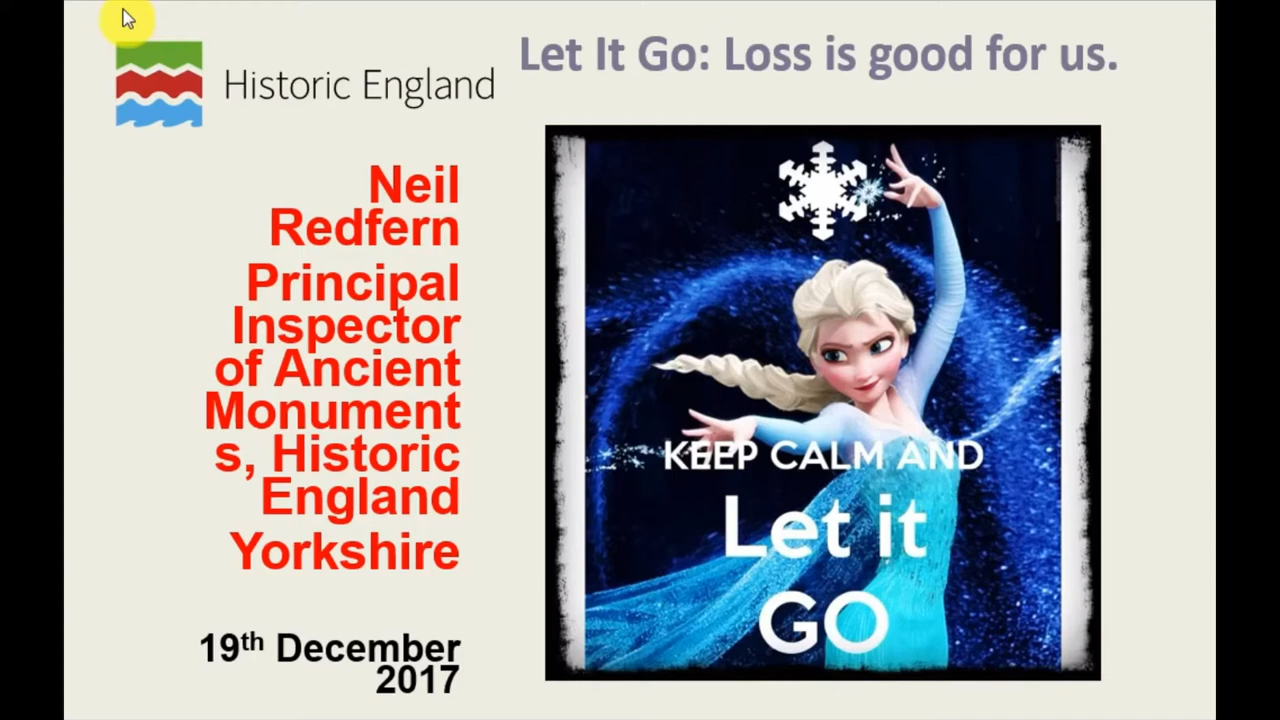 Historic England
Let It Go: Loss is good for us.
Neil
Redfern
Principal
Inspector
of Ancient
Monument
s, Historic
England
Yorkshire
19th December
2017
KEEP CALM AND
Let it
GO